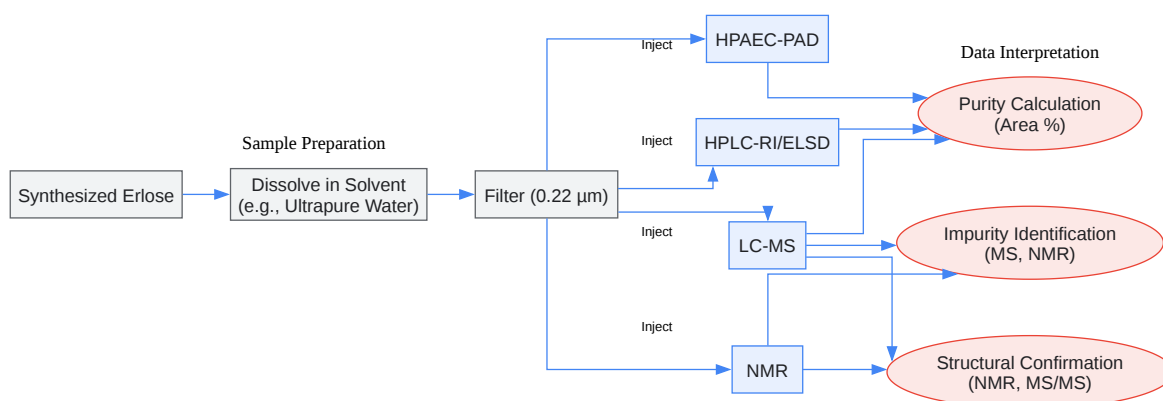 Synthesized Erlose
Sample Preparation
Dissolve in Solvent
(e.g., Ultrapure Water)
Filter (0.22 µm)
Inject
HPAEC-PAD
Inject
HPLC-RI/ELSD
Inject
LC-MS
Inject
NMR
Data Interpretation
Purity Calculation
(Area %)
Impurity Identification
(MS, NMR)
Structural Confirmation
(NMR, MS/MS)